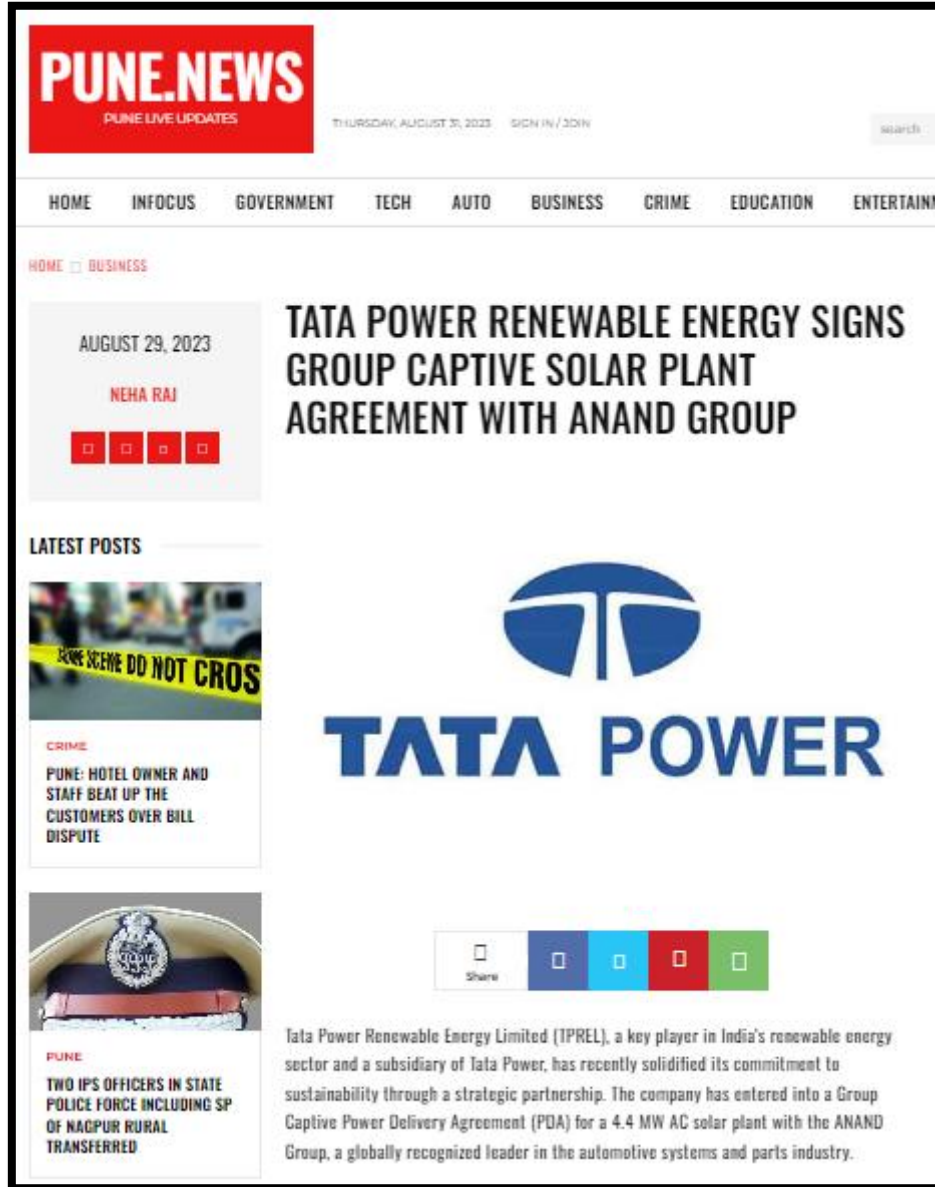 PUNE.NEWS
PUNE LIVE UPDATES
THURSDAY, AUGUST 31, 2023 SIGN IN / JOIN
search
HOME INFOCUS GOVERNMENT TECH AUTO BUSINESS CRIME EDUCATION ENTERTAINM
HOME BUSINESS
AUGUST 29, 2023
NEHA RAJ
LATEST POSTS
SCENE DO NOT CROS
CRIME
PUNE: HOTEL OWNER AND
STAFF BEAT UP THE
CUSTOMERS OVER BILL
DISPUTE
PUNE
TWO IPS OFFICERS IN STATE
POLICE FORCE INCLUDING SP
OF NAGPUR RURAL
TRANSFERRED
TATA POWER RENEWABLE ENERGY SIGNS
GROUP CAPTIVE SOLAR PLANT
AGREEMENT WITH ANAND GROUP
TATA POWER
Share
Tata Power Renewable Energy Limited (TPREL), a key player in India's renewable energy
sector and a subsidiary of Tata Power, has recently solidified its commitment to
sustainability through a strategic partnership. The company has entered into a Group
Captive Power Delivery Agreement (PDA) for a 4.4 MW AC solar plant with the ANAND
Group, a globally recognized leader in the automotive systems and parts industry.